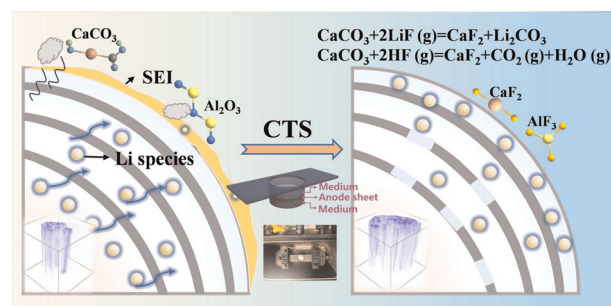 CaCO₃
SEI
Al₂O₃
Li species
CTS
Medium
Anode sheet
Medium
CaCO₃+2LiF (g)=CaF₂+Li₂CO₃
CaCO₃+2HF (g)=CaF₂+CO₂ (g)+H₂O (g)
CaF₂
AlF₃